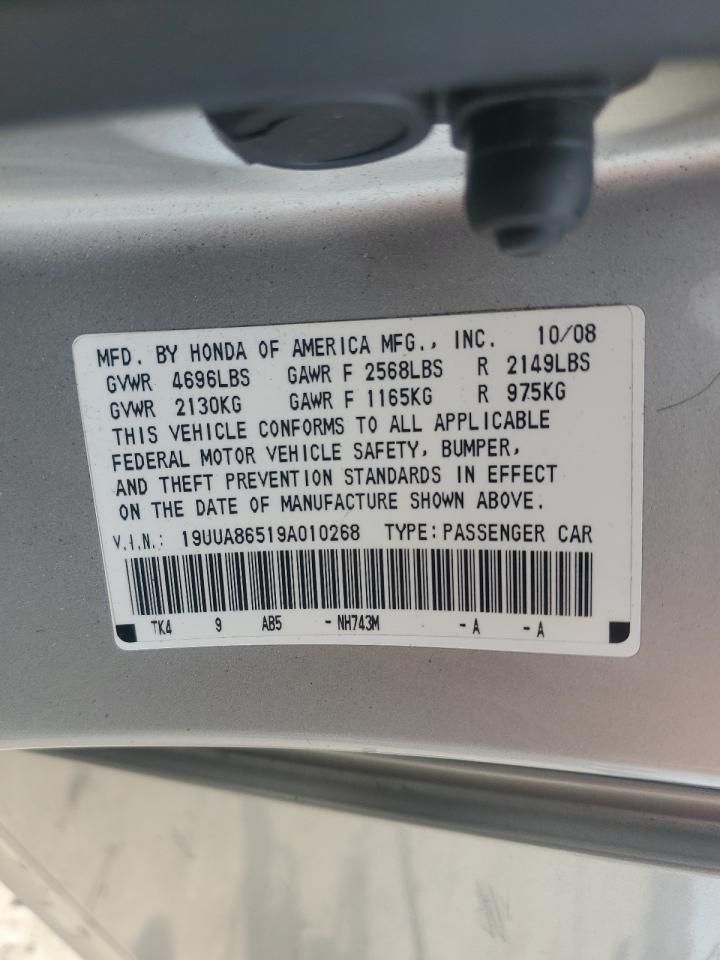 MFD. BY HONDA OF AMERICA MFG., INC. 10/08
GVWR 4696LBS GAWR F 2568LBS R 2149LBS
GVWR 2130KG GAWR F 1165KG R 975KG
THIS VEHICLE CONFORMS TO ALL APPLICABLE
FEDERAL MOTOR VEHICLE SAFETY, BUMPER,
AND THEFT PREVENTION STANDARDS IN EFFECT
ON THE DATE OF MANUFACTURE SHOWN ABOVE.
V.I.N.: 19UUA86519A010268 TYPE: PASSENGER CAR
TK4 9 AB5 - NH743M - A - A